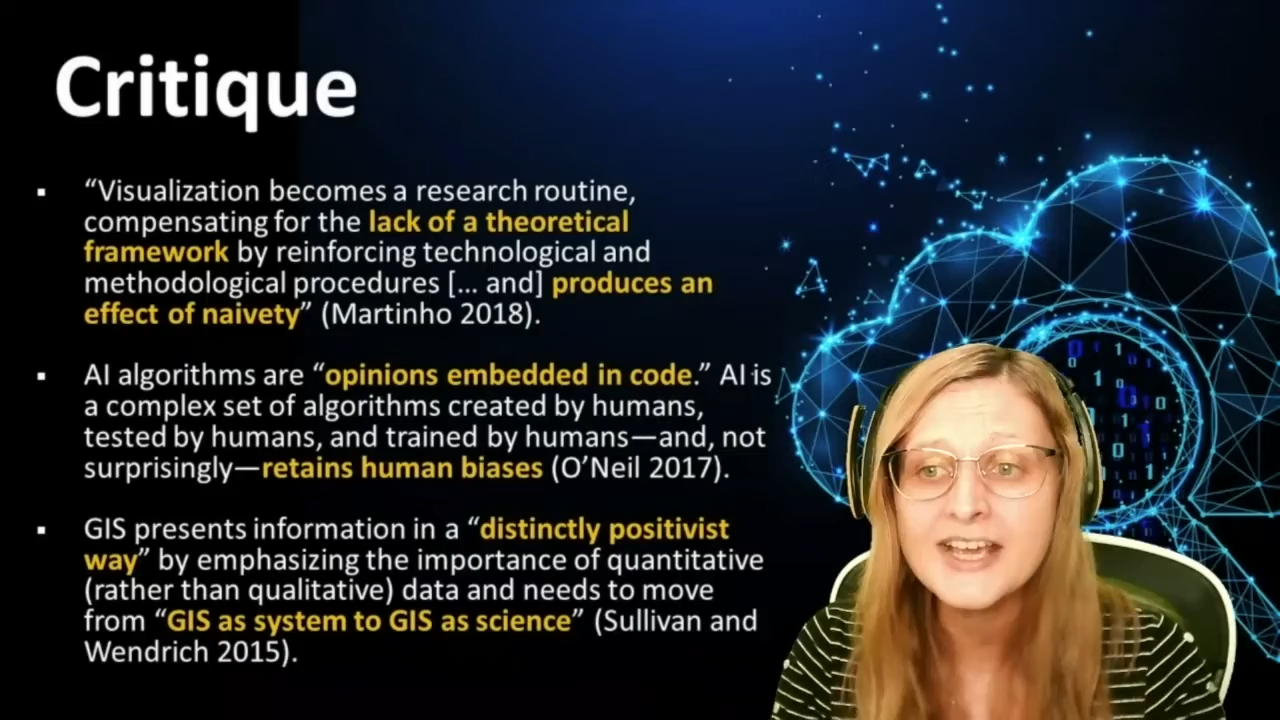 Critique
▪ “Visualization becomes a research routine,
compensating for the lack of a theoretical
framework by reinforcing technological and
methodological procedures [… and] produces an
effect of naivety” (Martinho 2018).
▪ AI algorithms are “opinions embedded in code.” AI is
a complex set of algorithms created by humans,
tested by humans, and trained by humans—and, not
surprisingly—retains human biases (O’Neil 2017).
▪ GIS presents information in a “distinctly positivist
way” by emphasizing the importance of quantitative
(rather than qualitative) data and needs to move
from “GIS as system to GIS as science” (Sullivan and
Wendrich 2015).